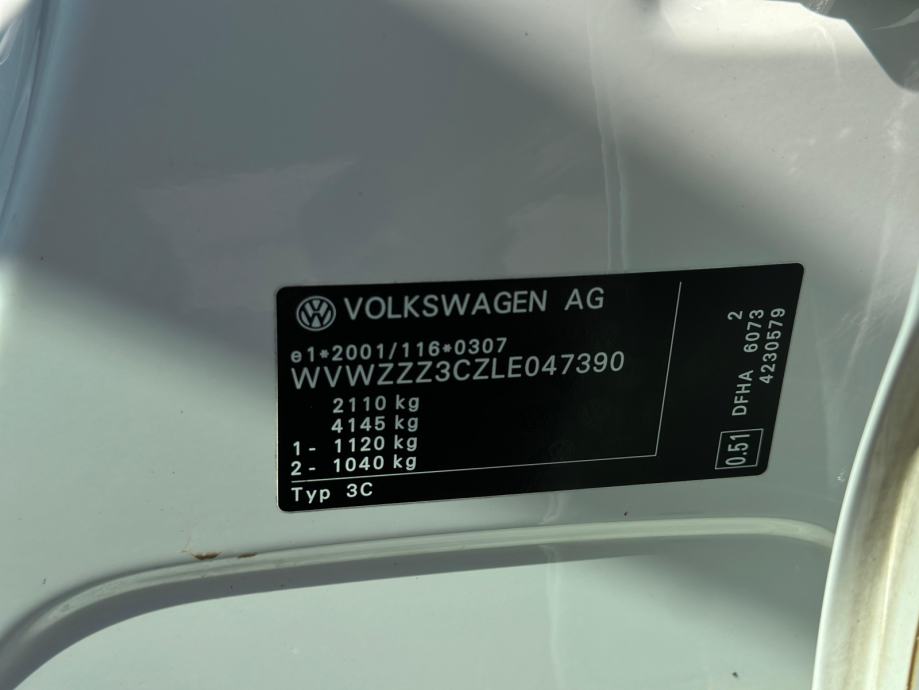 VOLKSWAGEN AG
e1*2001/116*0307
WVWZZZ3CZLE047390
2110 kg
4145 kg
1- 1120 kg
2- 1040 kg
Typ 3C
0.51
2
DFHA 6073
4230579